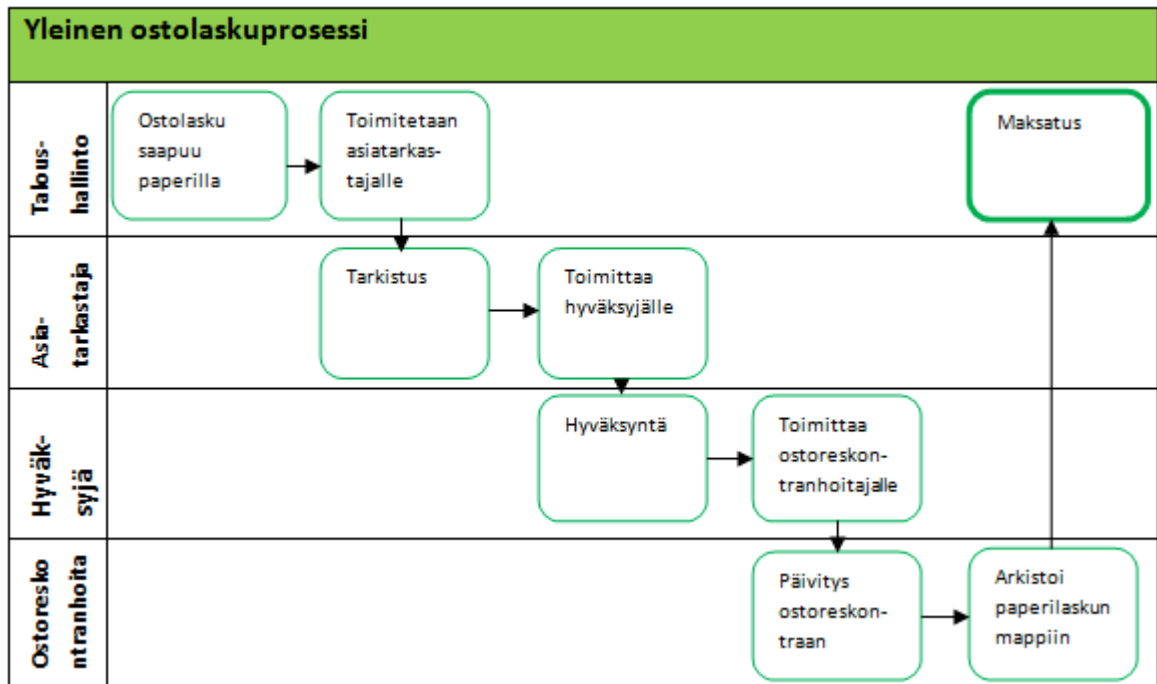 Yleinen ostolaskuprosessi
Talous-
hallinto
Ostolasku
saapuu
paperilla
Toimitetaan
asiatarkas-
tajalle
Maksatus
Asia-
tarkastaja
Tarkistus
Toimittaa
hyväksyjälle
Hyväk-
syjä
Hyväksyntä
Toimittaa
ostoreskon-
tranhoitajalle
Ostoresko
ntranhoita
Päivitys
ostoreskon-
traan
Arkistoi
paperilaskun
mappiin